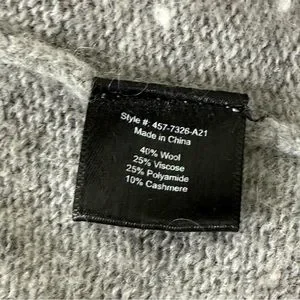 Style #: 457-7326-A21
Made in China
40% Wool
25% Viscose
25% Polyamide
10% Cashmere